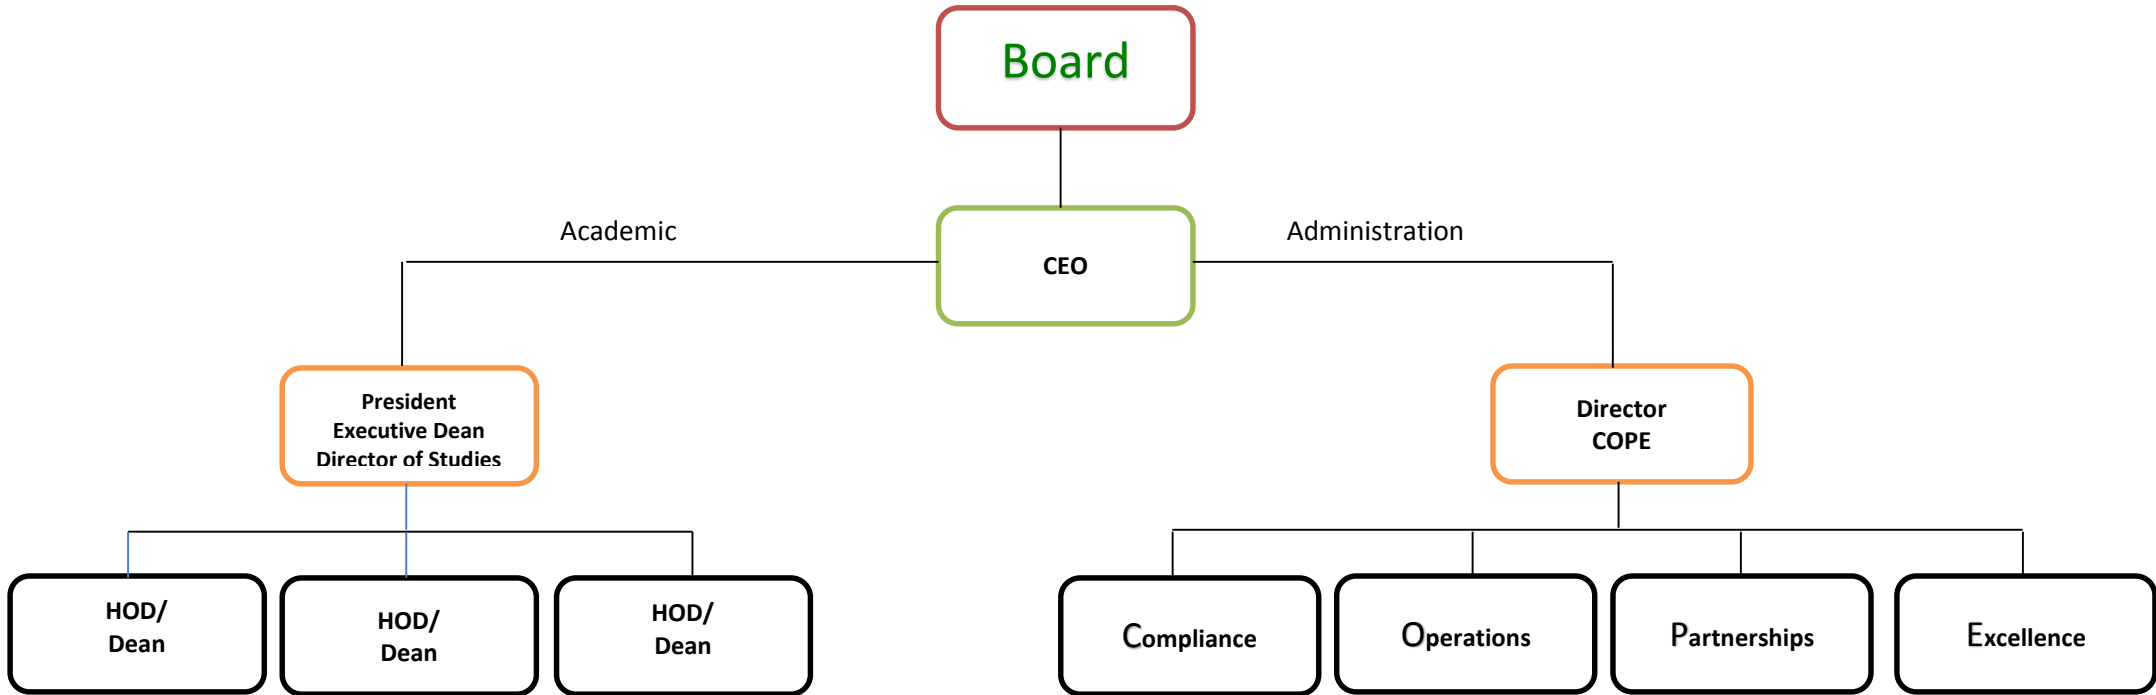 Board
Academic
Administration
CEO
President
Executive Dean
Director of Studies
Director
COPE
HOD/
Dean
HOD/
Dean
HOD/
Dean
Compliance
Operations
Partnerships
Excellence